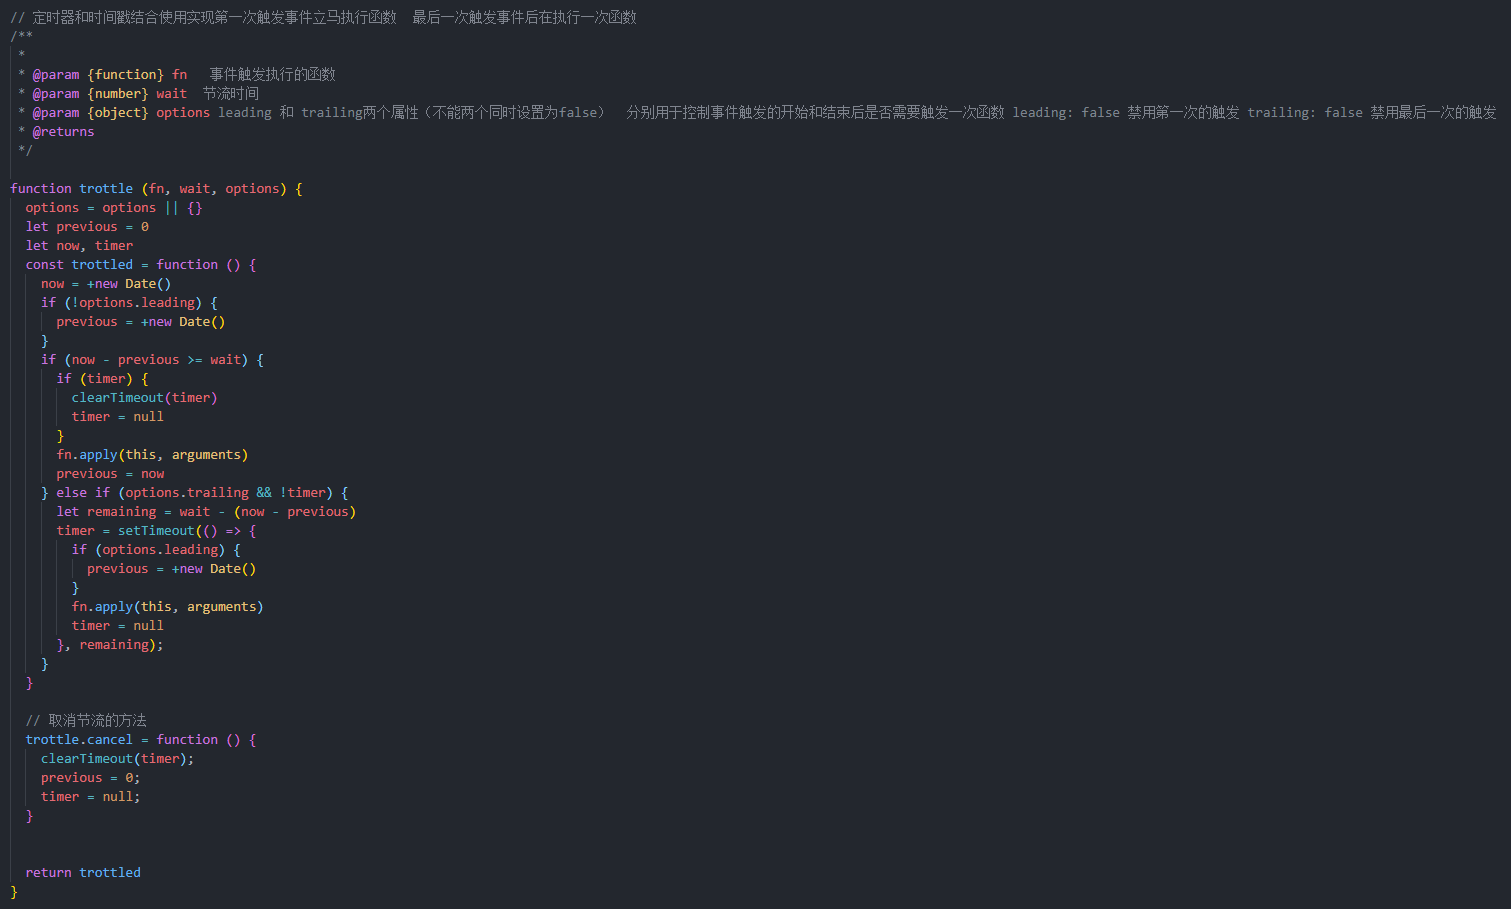 // 定时器和时间戳结合使用实现第一次触发事件立马执行函数  最后一次触发事件后在执行一次函数
/**
 *
 * @param {function} fn   事件触发执行的函数
 * @param {number} wait  节流时间
 * @param {object} options leading 和 trailing两个属性（不能两个同时设置为false）  分别用于控制事件触发的开始和结束后是否需要触发一次函数 leading: false 禁用第一次的触发 trailing: false 禁用最后一次的触发
 * @returns
 */
function trottle (fn, wait, options) {
  options = options || {}
  let previous = 0
  let now, timer
  const trottled = function () {
    now = +new Date()
    if (!options.leading) {
      previous = +new Date()
    }
    if (now - previous >= wait) {
      if (timer) {
        clearTimeout(timer)
        timer = null
      }
      fn.apply(this, arguments)
      previous = now
    } else if (options.trailing && !timer) {
      let remaining = wait - (now - previous)
      timer = setTimeout(() => {
        if (options.leading) {
          previous = +new Date()
        }
        fn.apply(this, arguments)
        timer = null
      }, remaining);
    }
  }
  // 取消节流的方法
  trottle.cancel = function () {
    clearTimeout(timer);
    previous = 0;
    timer = null;
  }
  return trottled
}